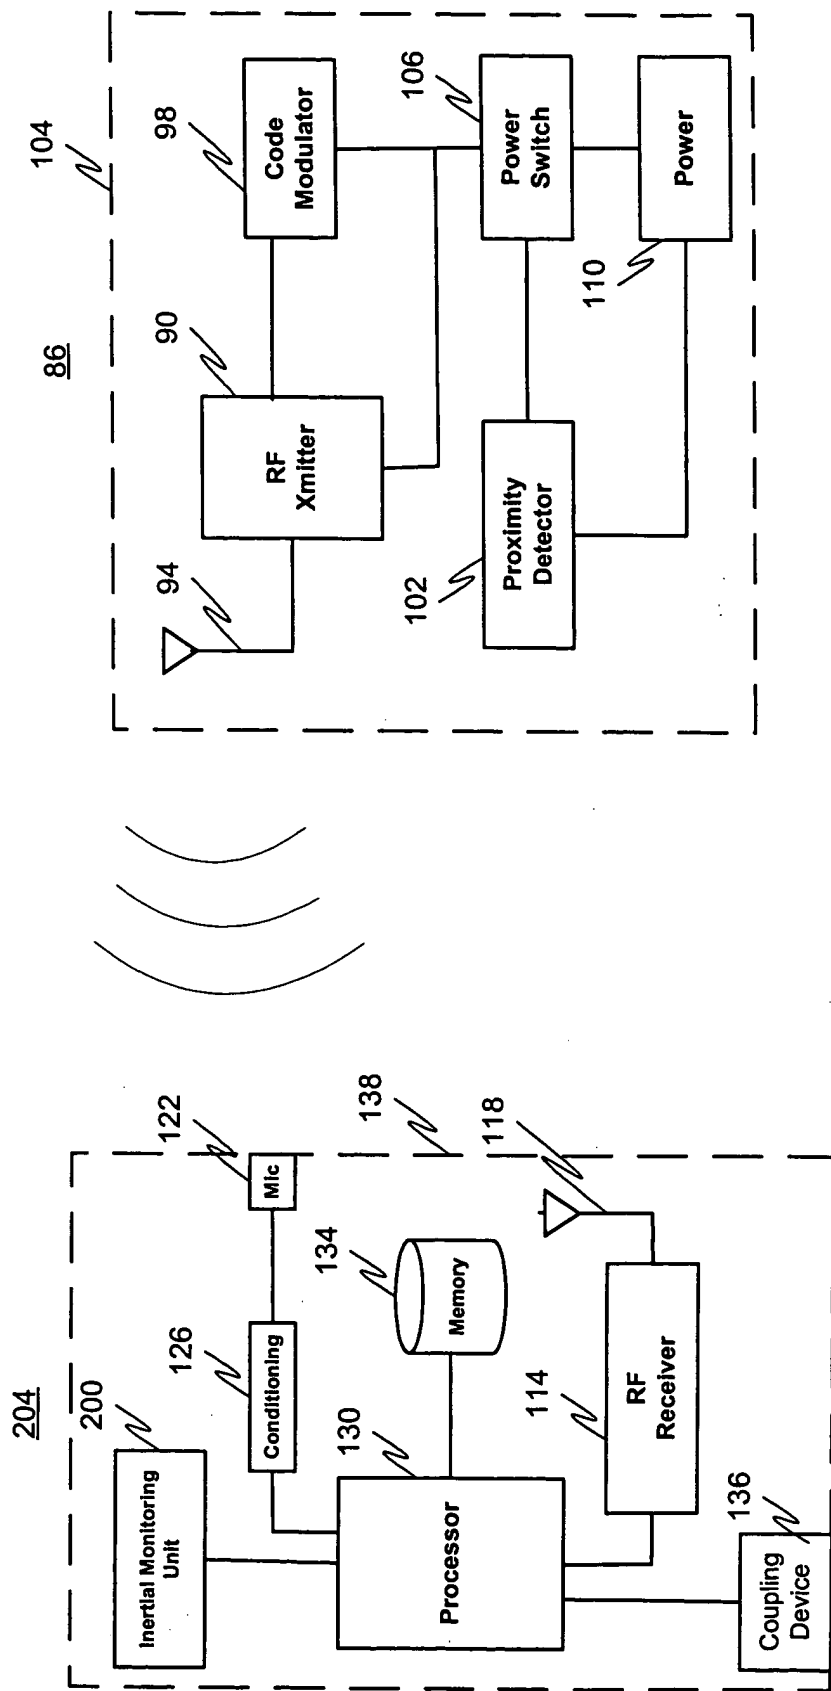 204
Inertial Monitoring
Unit
200
Conditioning
126
Mic
122
138
Processor
130
Memory
134
RF
Receiver
114
118
Coupling
Device
136
86
104
94
RF
Xmitter
90
Code
Modulator
98
Proximity
Detector
102
Power
Switch
106
Power
110